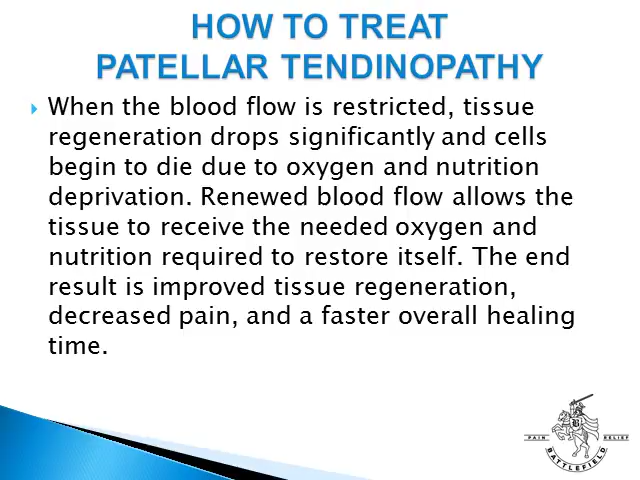 HOW TO TREAT
PATELLAR TENDINOPATHY
When the blood flow is restricted, tissue
regeneration drops significantly and cells
begin to die due to oxygen and nutrition
deprivation. Renewed blood flow allows the
tissue to receive the needed oxygen and
nutrition required to restore itself. The end
result is improved tissue regeneration,
decreased pain, and a faster overall healing
time.
B
PAIN RELIEF
BATTLEFIELD